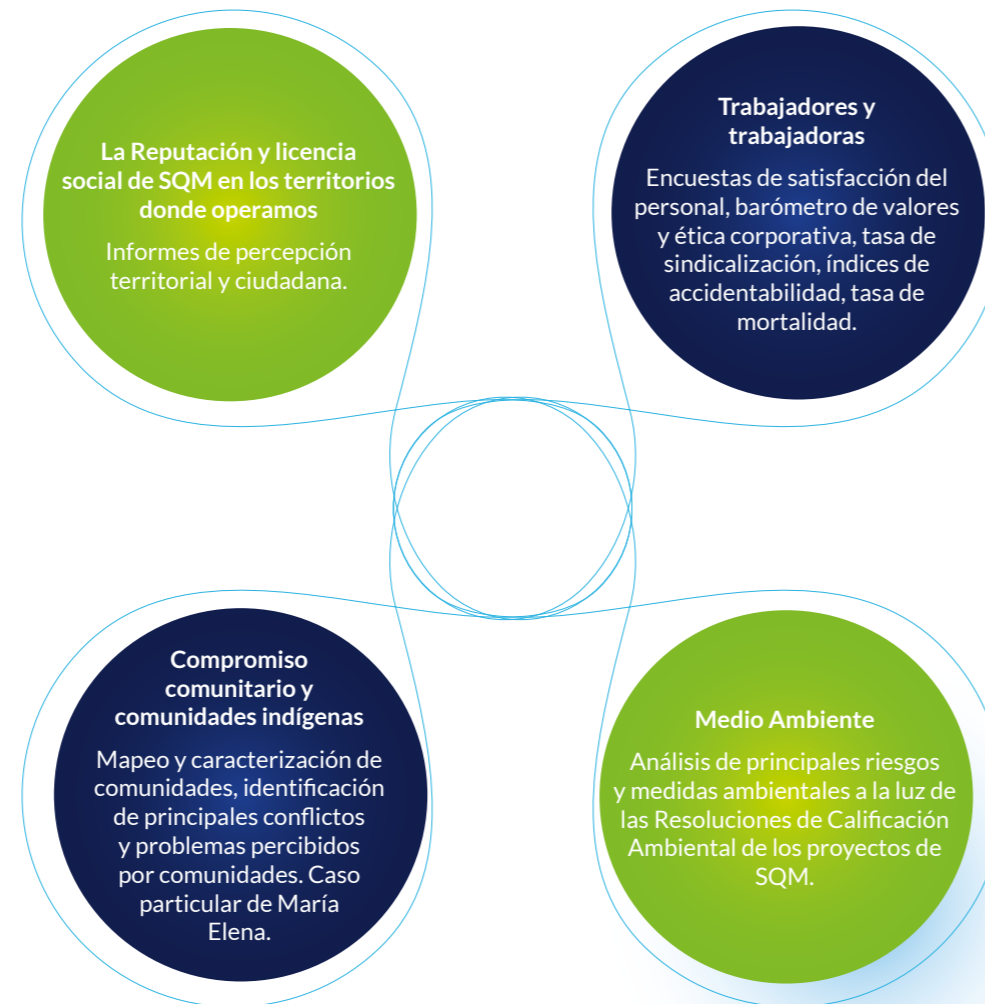 La Reputación y licencia
social de SQM en los territorios
donde operamos
Informes de percepción
territorial y ciudadana.
Trabajadores y
trabajadoras
Encuestas de satisfacción del
personal, barómetro de valores
y ética corporativa, tasa de
sindicalización, índices de
accidentabilidad, tasa de
mortalidad.
Compromiso
comunitario y
comunidades indígenas
Mapeo y caracterización de
comunidades, identificación
de principales conflictos
y problemas percibidos
por comunidades. Caso
particular de María
Elena.
Medio Ambiente
Análisis de principales riesgos
y medidas ambientales a la luz de
las Resoluciones de Calificación
Ambiental de los proyectos de
SQM.